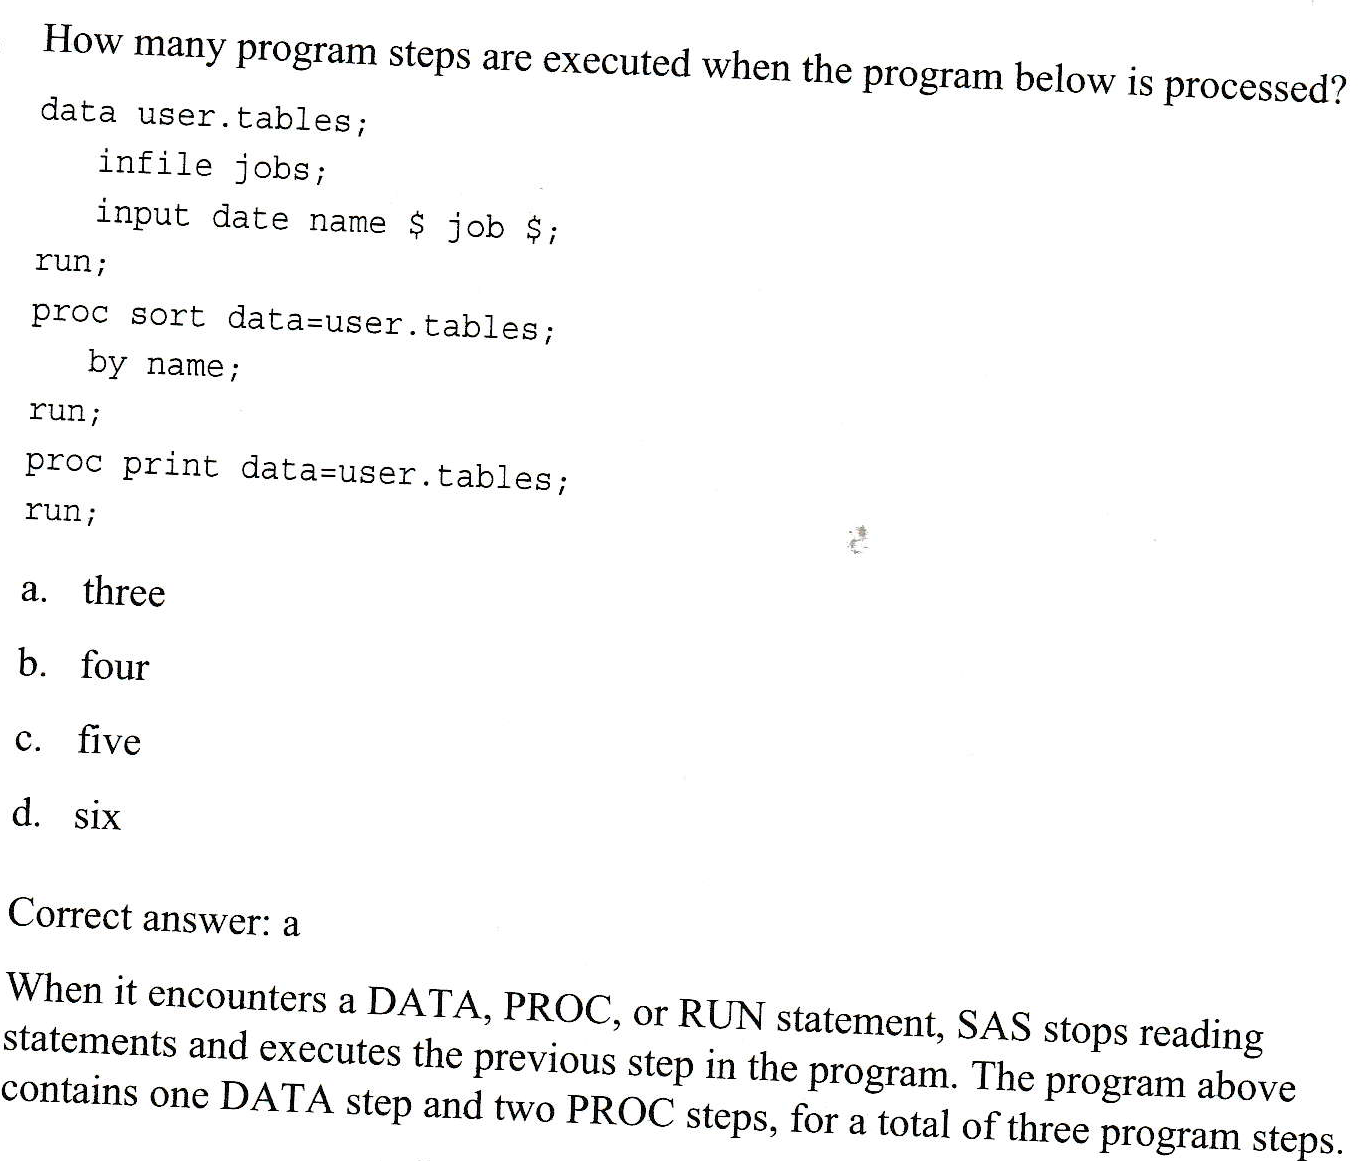 How many program steps are executed when the program below is processed?
data user.tables;
infile jobs;
input date name $ job $;
run;
proc sort data=user.tables;
by name;
run;
proc print data=user.tables;
run;
a. three
b. four
c. five
d. six
Correct answer: a
When it encounters a DATA, PROC, or RUN statement, SAS stops reading
statements and executes the previous step in the program. The program above
contains one DATA step and two PROC steps, for a total of three program steps.